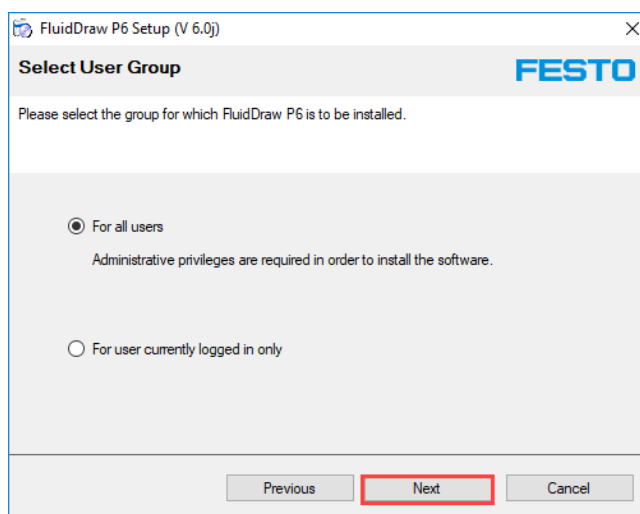 FluidDraw P6 Setup (V 6.0j)
Select User Group
FESTO
Please select the group for which FluidDraw P6 is to be installed.
For all users
Administrative privileges are required in order to install the software.
For user currently logged in only
Previous
Next
Cancel